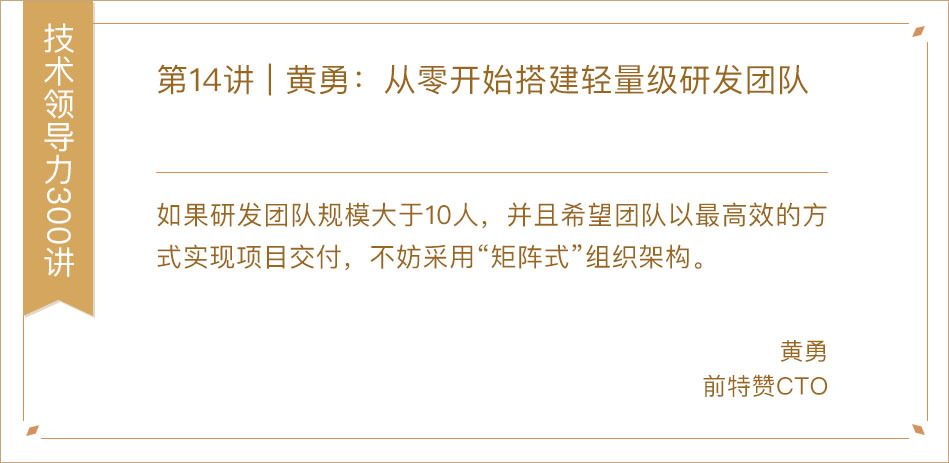 技术领导力300讲
第14讲 | 黄勇：从零开始搭建轻量级研发团队
如果研发团队规模大于10人，并且希望团队以最高效的方
式实现项目交付，不妨采用“矩阵式”组织架构。
黄勇
前特赞CTO